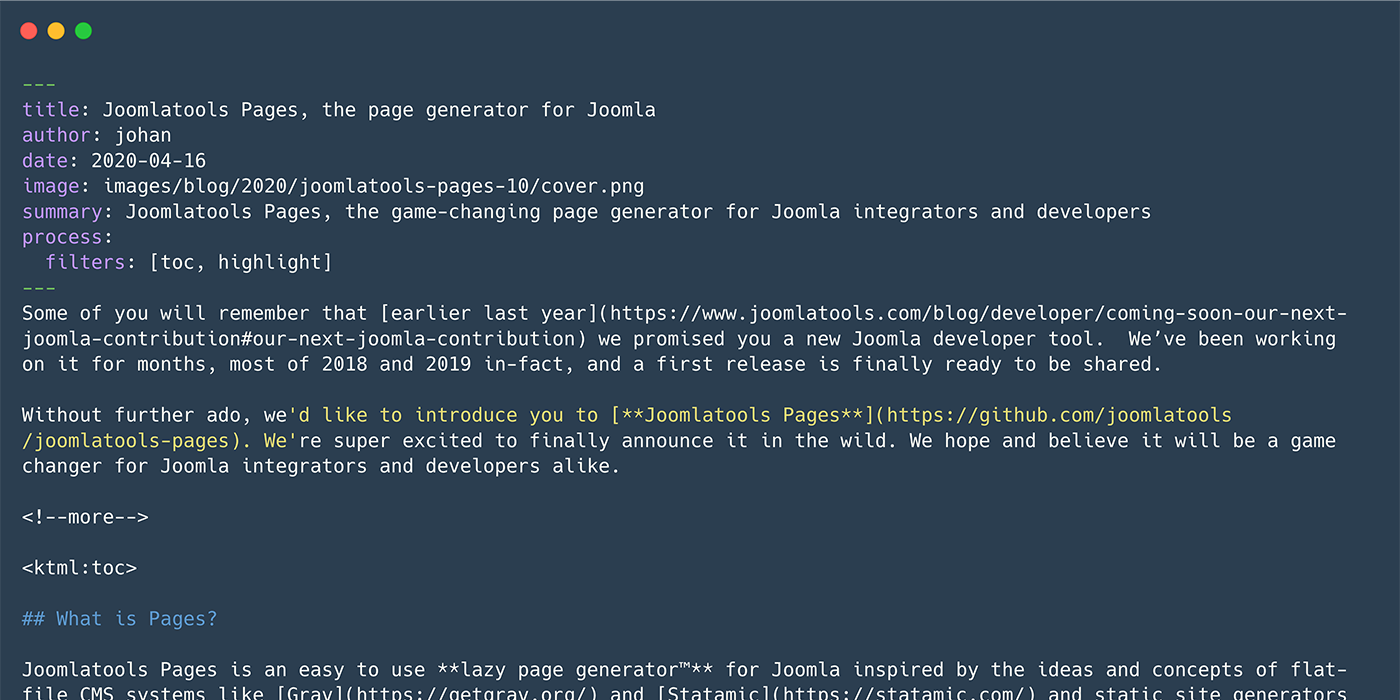 ---
title: Joomlatools Pages, the page generator for Joomla
author: johan
date: 2020-04-16
image: images/blog/2020/joomlatools-pages-10/cover.png
summary: Joomlatools Pages, the game-changing page generator for Joomla integrators and developers
process:
  filters: [toc, highlight]
---
Some of you will remember that [earlier last year](https://www.joomlatools.com/blog/developer/coming-soon-our-next-
joomla-contribution#our-next-joomla-contribution) we promised you a new Joomla developer tool.  We’ve been working
on it for months, most of 2018 and 2019 in-fact, and a first release is finally ready to be shared.

Without further ado, we'd like to introduce you to [**Joomlatools Pages**](https://github.com/joomlatools
/joomlatools-pages). We're super excited to finally announce it in the wild. We hope and believe it will be a game
changer for Joomla integrators and developers alike.

<!--more-->

<ktml:toc>

## What is Pages?

Joomlatools Pages is an easy to use **lazy page generator™** for Joomla inspired by the ideas and concepts of flat-
file CMS systems like [Grav](https://getgrav.org/) and [Statamic](https://statamic.com/) and static site generators